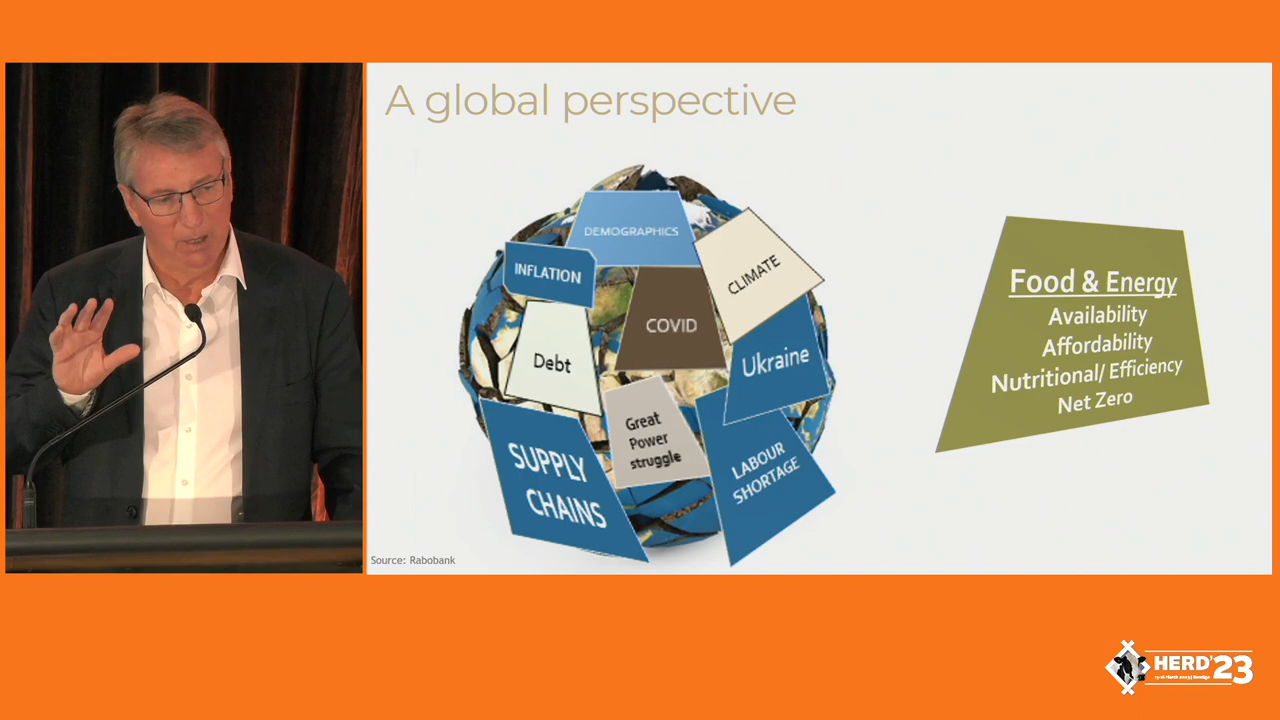 A global perspective
DEMOGRAPHICS
INFLATION
CLIMATE
COVID
Debt
Ukraine
Great
Power
struggle
SUPPLY
CHAINS
LABOUR
SHORTAGE
Food & Energy
Availability
Affordability
Nutritional/ Efficiency
Net Zero
Source: Rabobank
HERD'23